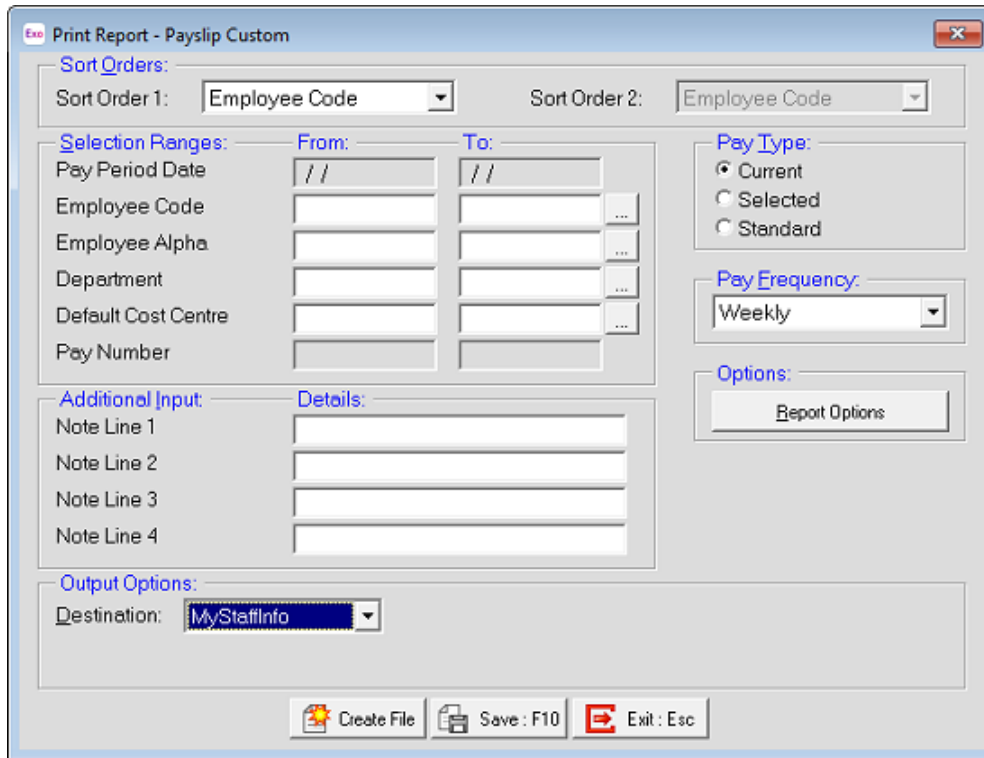 Exo Print Report - Payslip Custom
Sort Orders:
Sort Order 1: Employee Code Sort Order 2: Employee Code
Selection Ranges: From: To: Pay Type:
Pay Period Date / / / / Current
Employee Code ... Selected
Employee Alpha ... Standard
Department ... Pay Frequency:
Default Cost Centre ... Weekly
Pay Number
Options:
Additional Input: Details: Report Options
Note Line 1
Note Line 2
Note Line 3
Note Line 4
Output Options:
Destination: MyStaffInfo
Create File Save : F10 Exit : Esc